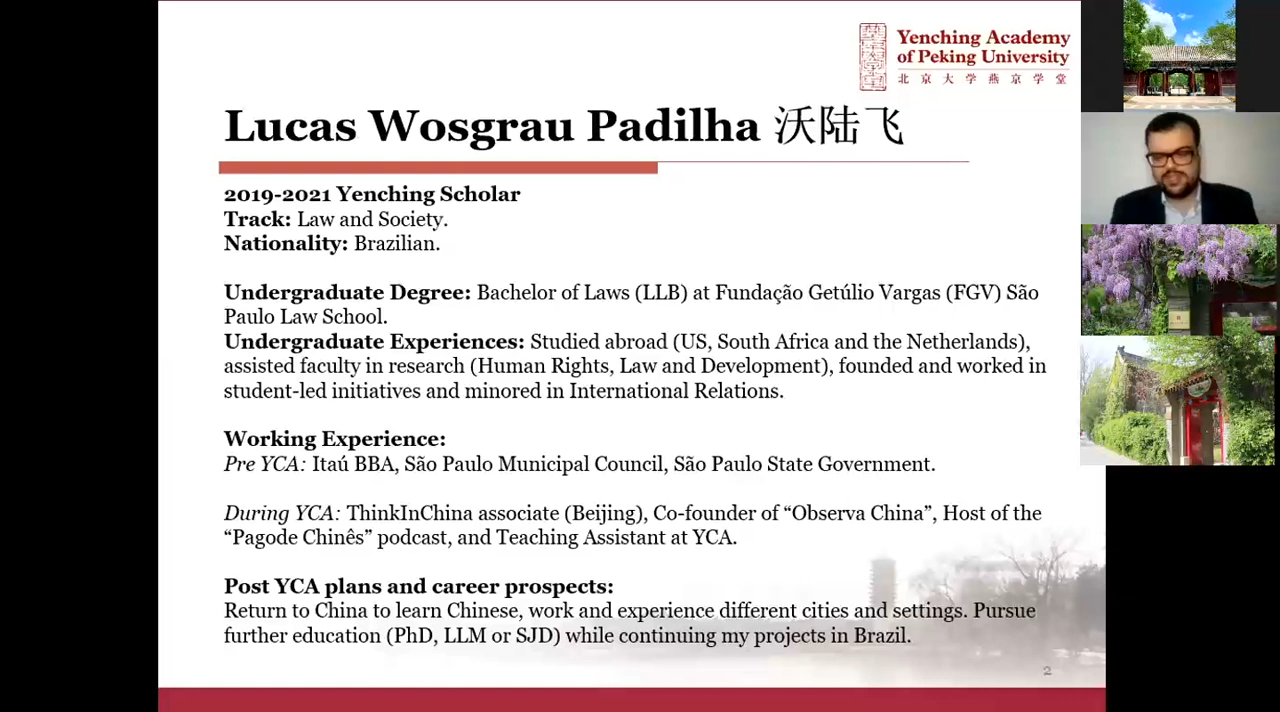 Yenching Academy
of Peking University
北京大学燕京学堂
Lucas Wosgrau Padilha 沃陆飞
2019-2021 Yenching Scholar
Track: Law and Society.
Nationality: Brazilian.
Undergraduate Degree: Bachelor of Laws (LLB) at Fundação Getúlio Vargas (FGV) São
Paulo Law School.
Undergraduate Experiences: Studied abroad (US, South Africa and the Netherlands),
assisted faculty in research (Human Rights, Law and Development), founded and worked in
student-led initiatives and minored in International Relations.
Working Experience:
Pre YCA: Itaú BBA, São Paulo Municipal Council, São Paulo State Government.
During YCA: ThinkInChina associate (Beijing), Co-founder of “Observa China”, Host of the
“Pagode Chinês” podcast, and Teaching Assistant at YCA.
Post YCA plans and career prospects:
Return to China to learn Chinese, work and experience different cities and settings. Pursue
further education (PhD, LLM or SJD) while continuing my projects in Brazil.
2